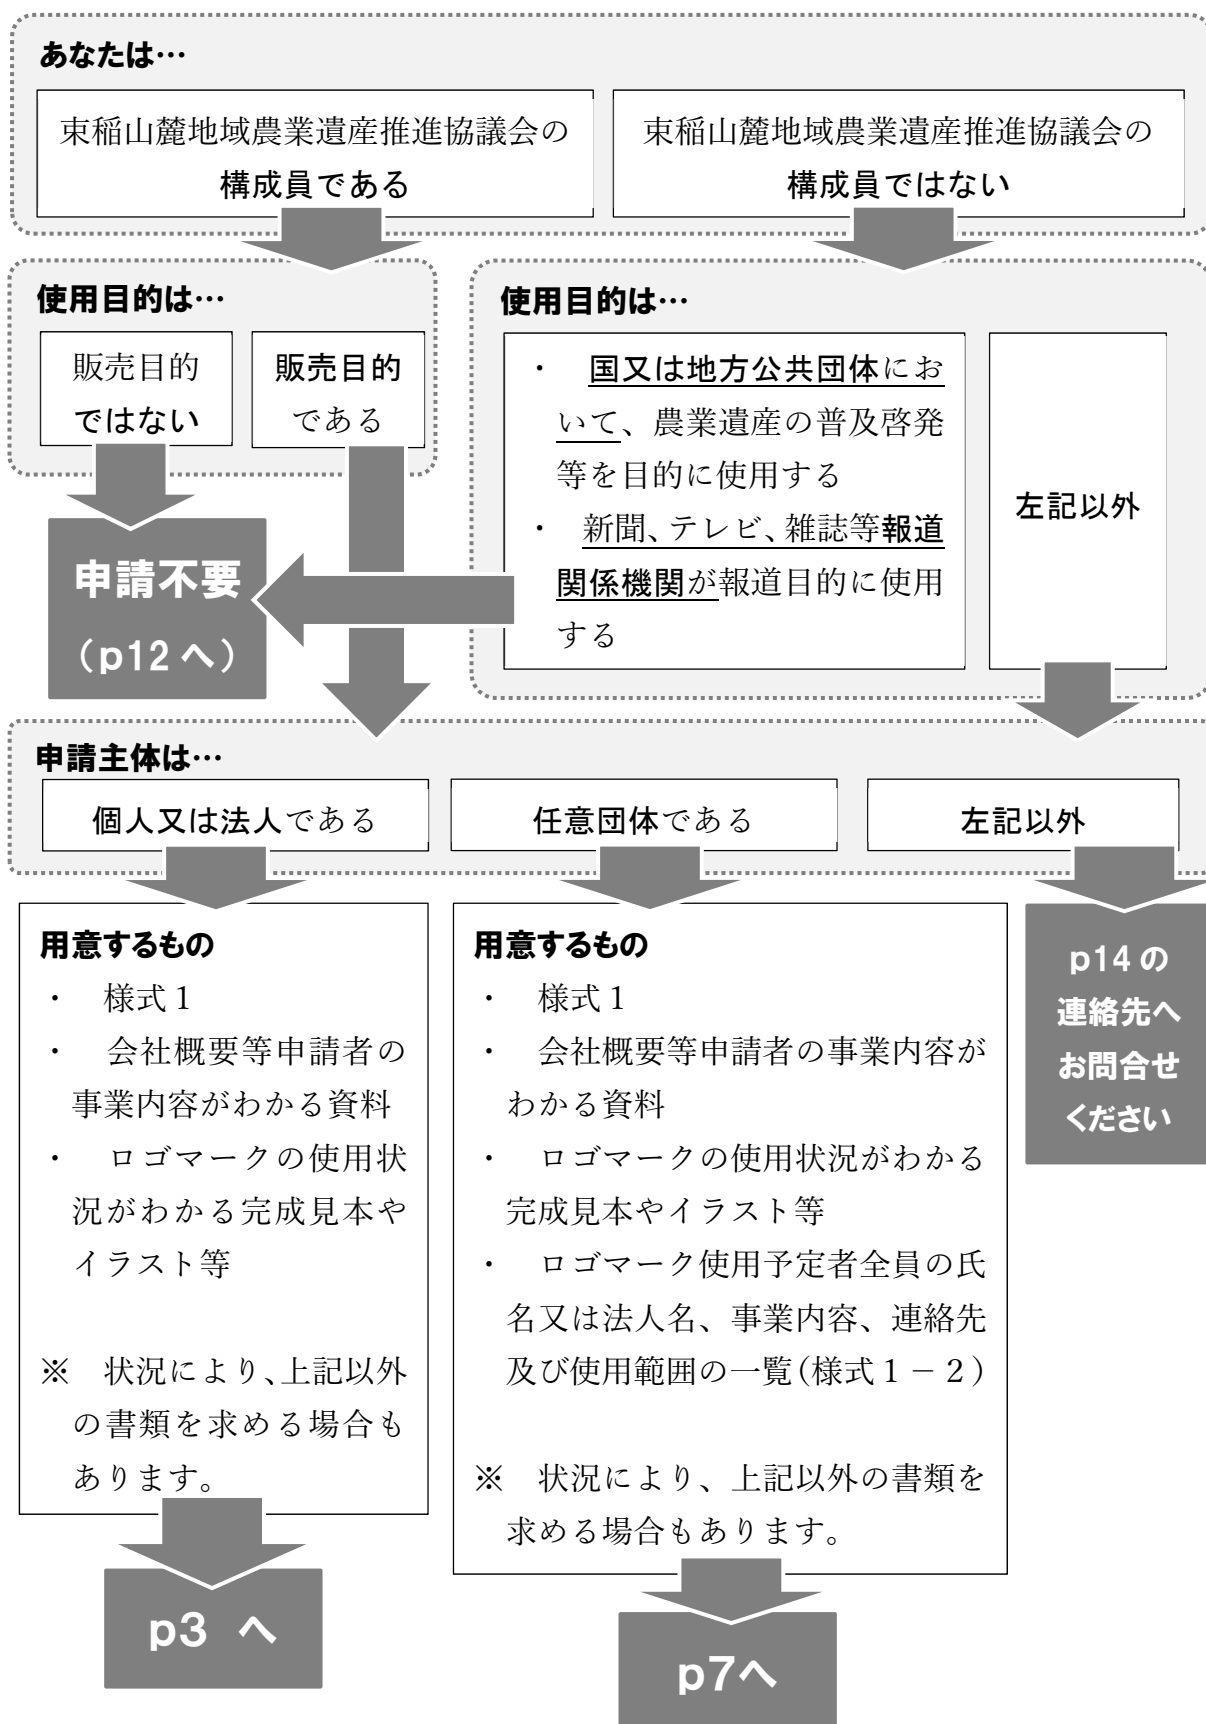 あなたは…
束稲山麓地域農業遺産推進協議会の
構成員である
束稲山麓地域農業遺産推進協議会の
構成員ではない
使用目的は…
販売目的
ではない
販売目的
である
申請不要
（p12 へ）
使用目的は…
・　国又は地方公共団体にお
いて、農業遺産の普及啓発
等を目的に使用する
・　新聞、テレビ、雑誌等報道
関係機関が報道目的に使用
する
左記以外
申請主体は…
個人又は法人である
任意団体である
左記以外
用意するもの
・　様式１
・　会社概要等申請者の
事業内容がわかる資料
・　ロゴマークの使用状
況がわかる完成見本や
イラスト等
※　状況により、上記以外
の書類を求める場合も
あります。
p3 へ
用意するもの
・　様式１
・　会社概要等申請者の事業内容が
わかる資料
・　ロゴマークの使用状況がわかる
完成見本やイラスト等
・　ロゴマーク使用予定者全員の氏
名又は法人名、事業内容、連絡先
及び使用範囲の一覧（様式１－２）
※　状況により、上記以外の書類を
求める場合もあります。
p7へ
p14 の
連絡先へ
お問合せ
ください